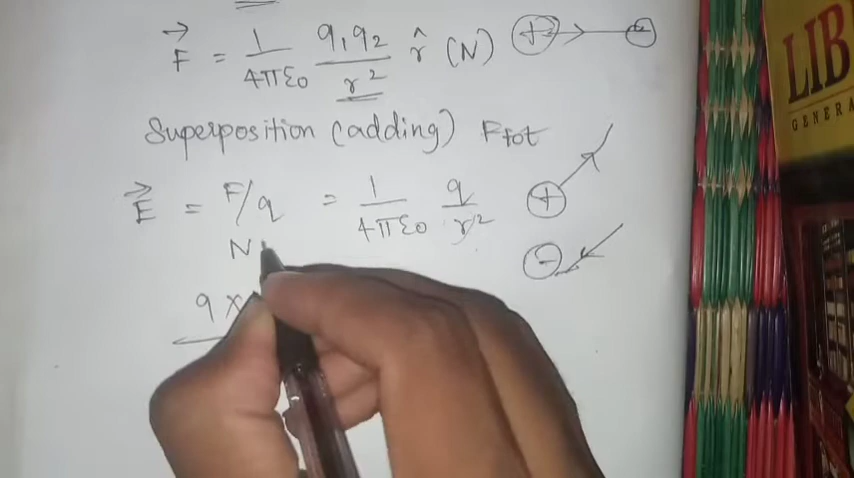 F⃗ = 1/4πε₀ q₁q₂/r² r̂ (N) + -
Superposition (adding) Ftot
E⃗ = F/q = 1/4πε₀ q/r² +
N -
9 x
LIB
GENERA